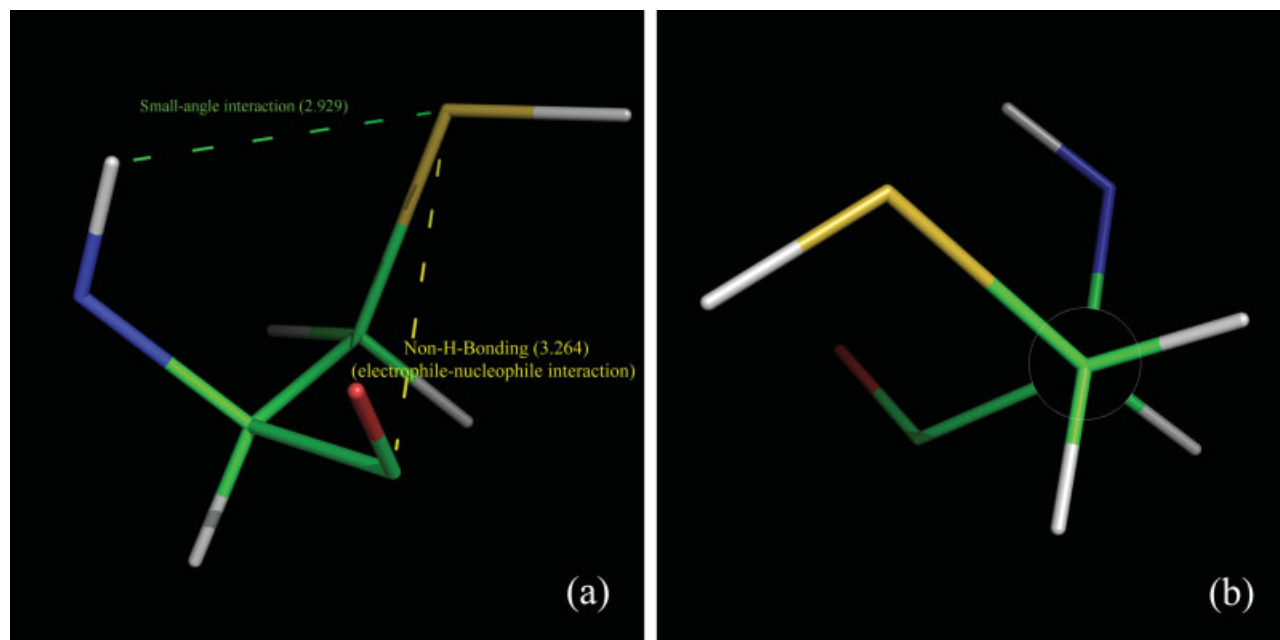 Small-angle interaction (2.929)
Non-H-Bonding (3.264)
(electrophile-nucleophile interaction)
(a)
(b)